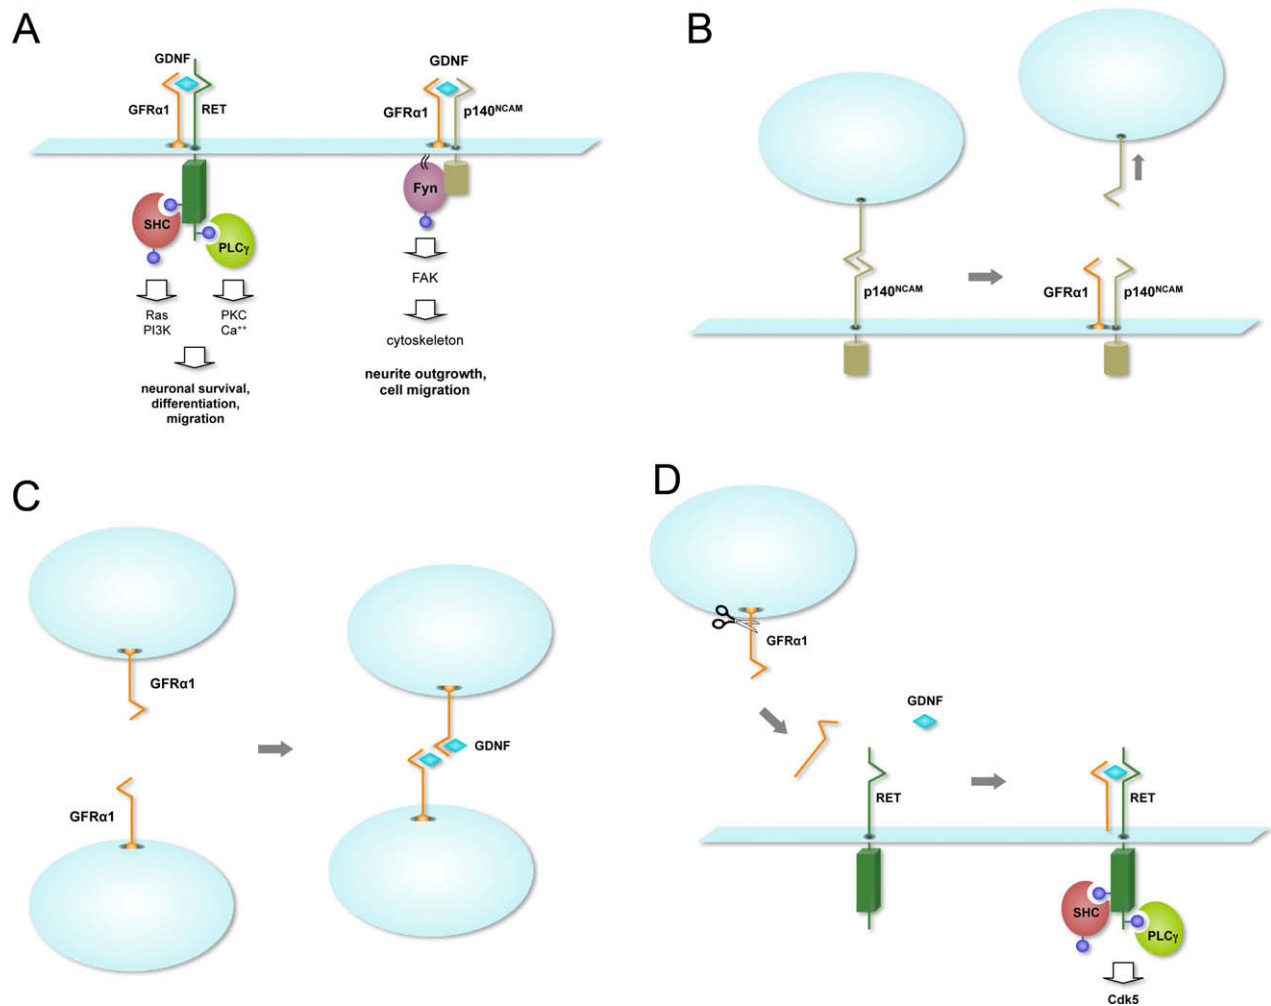 A
GDNF
GFRα1
RET
SHC
PLCγ
Ras
PI3K
PKC
Ca⁺⁺
neuronal survival,
differentiation,
migration
GDNF
GFRα1
p140ᴺᶜᴬᴹ
Fyn
FAK
cytoskeleton
neurite outgrowth,
cell migration
B
p140ᴺᶜᴬᴹ
GFRα1
p140ᴺᶜᴬᴹ
C
GFRα1
GFRα1
GDNF
D
GFRα1
GDNF
RET
RET
SHC
PLCγ
Cdk5